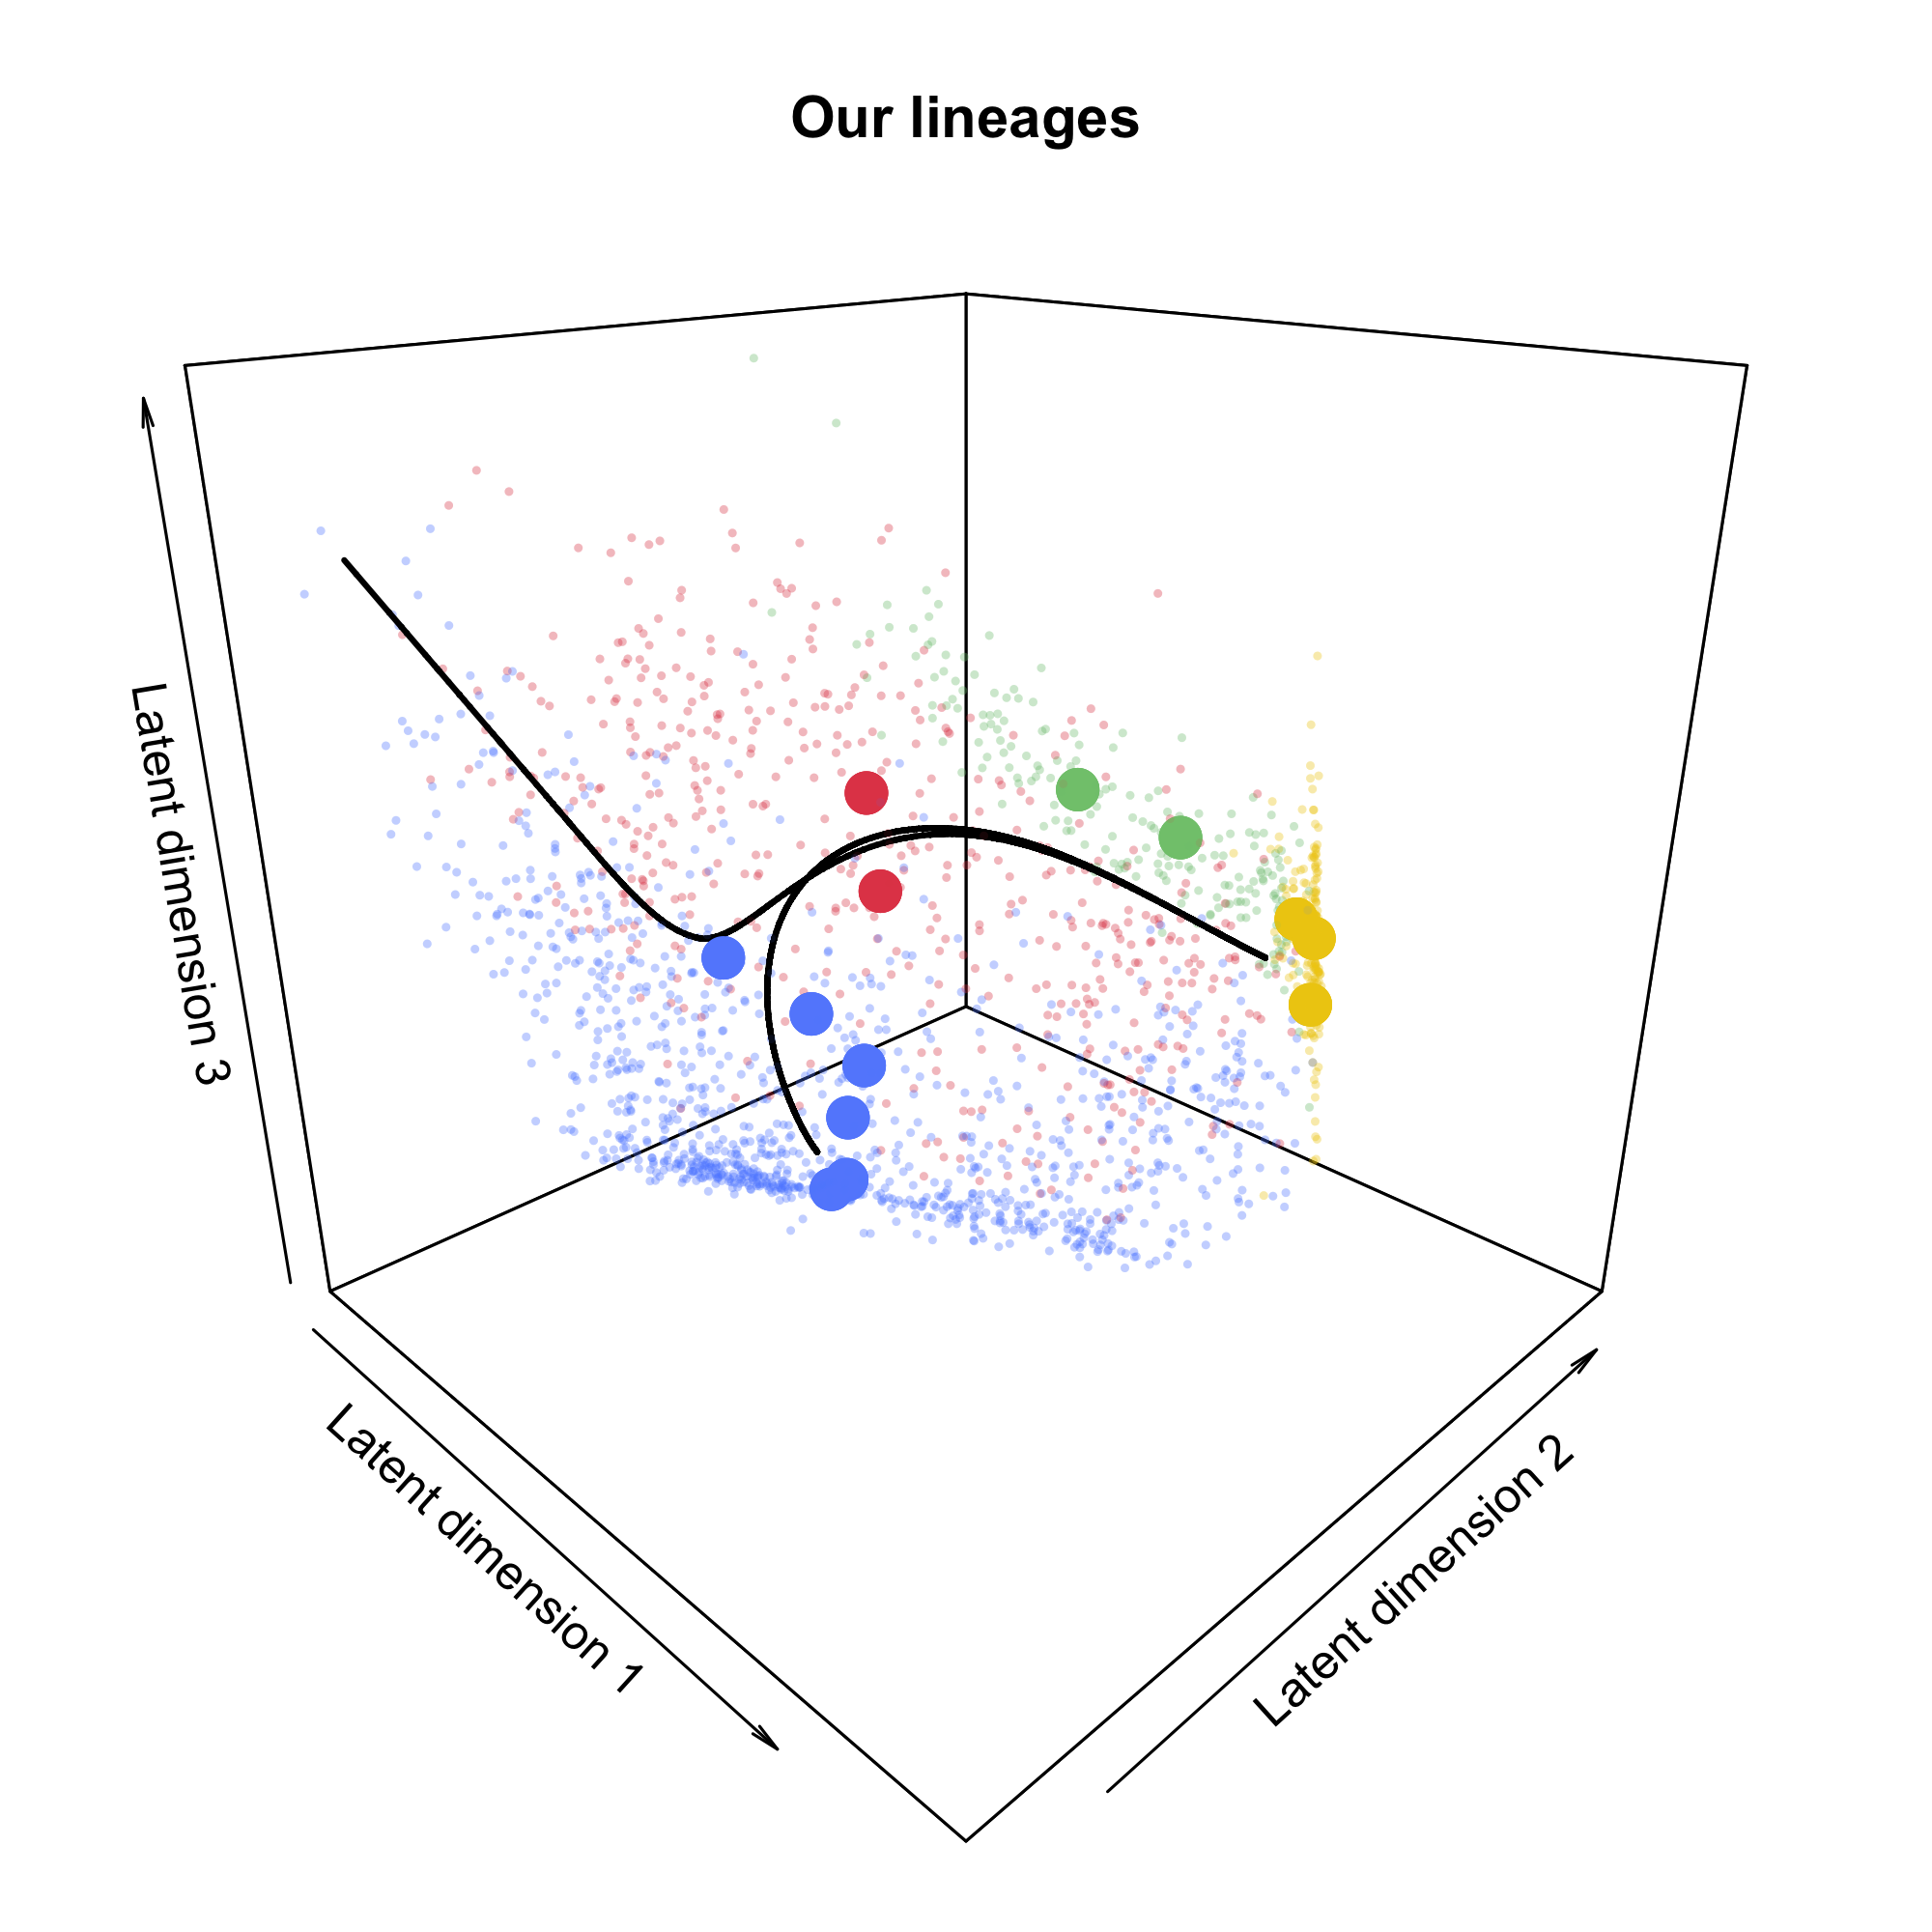 Our lineages
Latent dimension 3
Latent dimension 1
Latent dimension 2